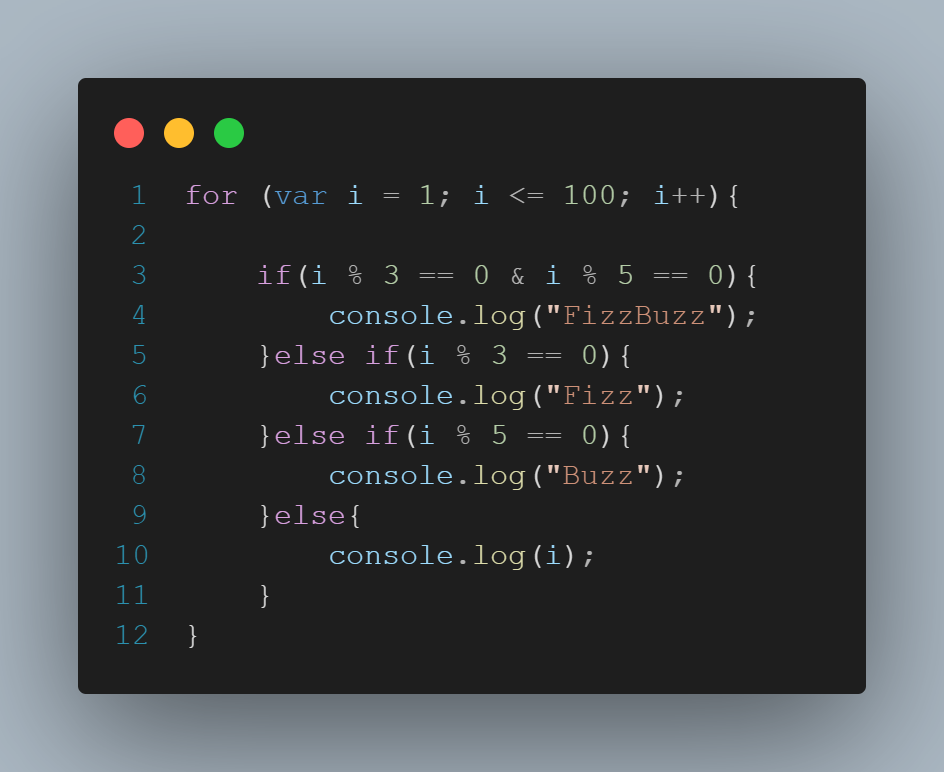 1 for (var i = 1; i <= 100; i++){
2
3     if(i % 3 == 0 & i % 5 == 0){
4         console.log("FizzBuzz");
5     }else if(i % 3 == 0){
6         console.log("Fizz");
7     }else if(i % 5 == 0){
8         console.log("Buzz");
9     }else{
10         console.log(i);
11     }
12 }